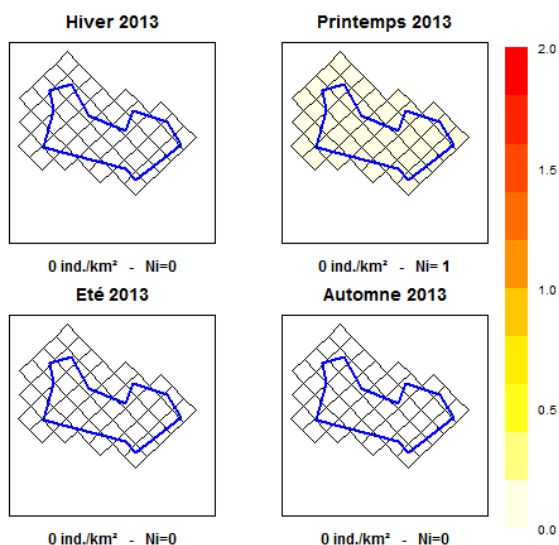 Hiver 2013
Printemps 2013
0 ind./km² - Ni=0
0 ind./km² - Ni= 1
Eté 2013
Automne 2013
0 ind./km² - Ni=0
0 ind./km² - Ni=0
2.0
1.5
1.0
0.5
0.0